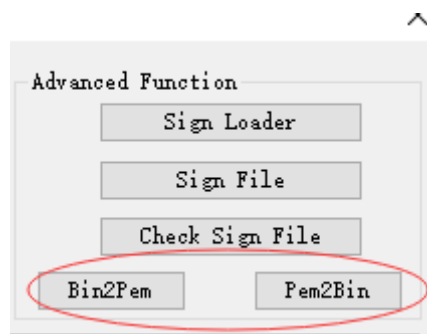 Advanced Function
Sign Loader
Sign File
Check Sign File
Bin2Pem Pem2Bin